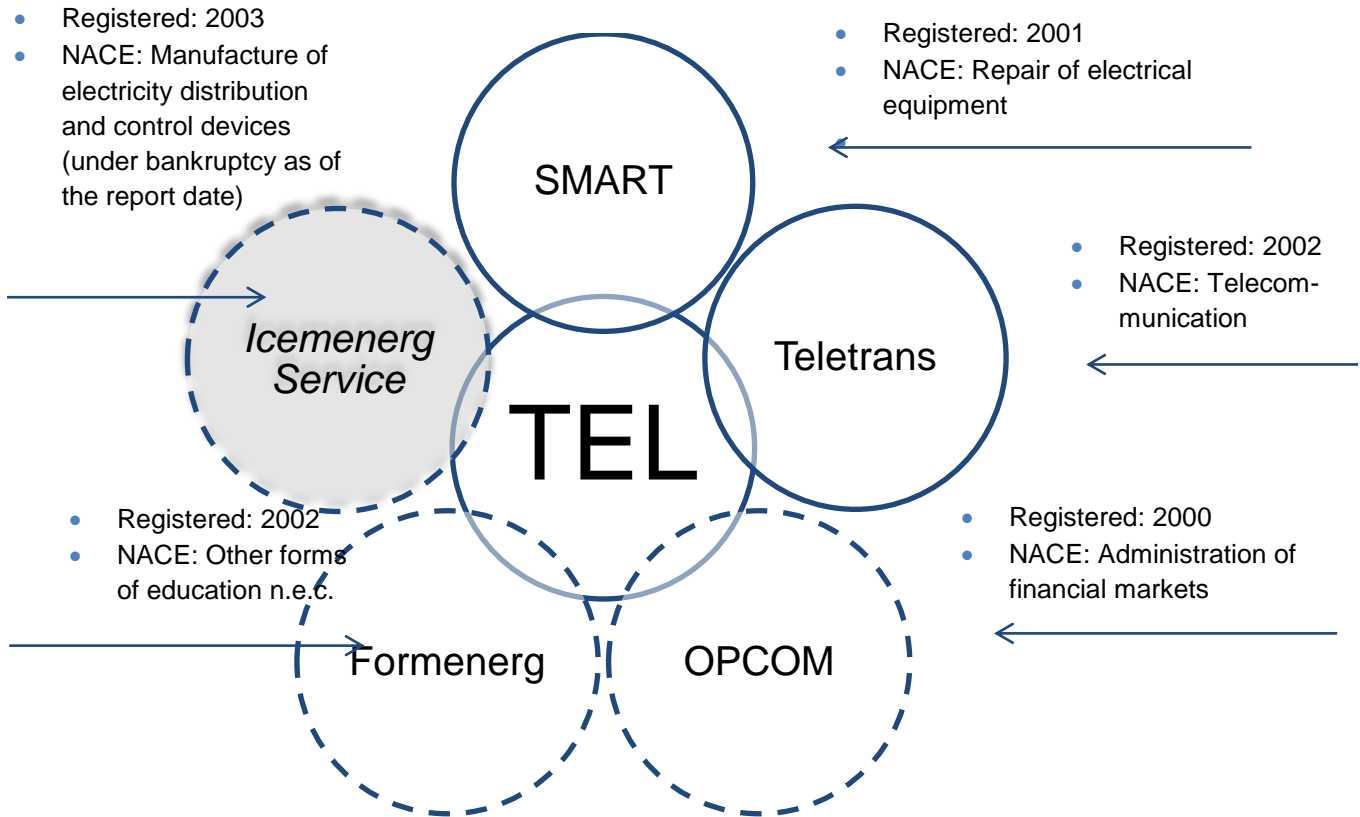 • Registered: 2003
• NACE: Manufacture of
electricity distribution
and control devices
(under bankruptcy as of
the report date)
• Registered: 2001
• NACE: Repair of electrical
equipment
•
SMART
• Registered: 2002
• NACE: Telecom-
munication
Icemenerg
Service
Teletrans
TEL
• Registered: 2002
• NACE: Other forms
of education n.e.c.
• Registered: 2000
• NACE: Administration of
financial markets
Formenerg
OPCOM